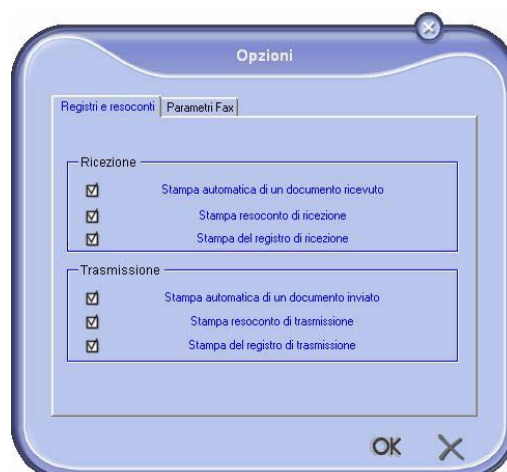 Opzioni
Registri e resoconti Parametri Fax
Ricezione
Stampa automatica di un documento ricevuto
Stampa resoconto di ricezione
Stampa del registro di ricezione
Trasmissione
Stampa automatica di un documento inviato
Stampa resoconto di trasmissione
Stampa del registro di trasmissione
OK